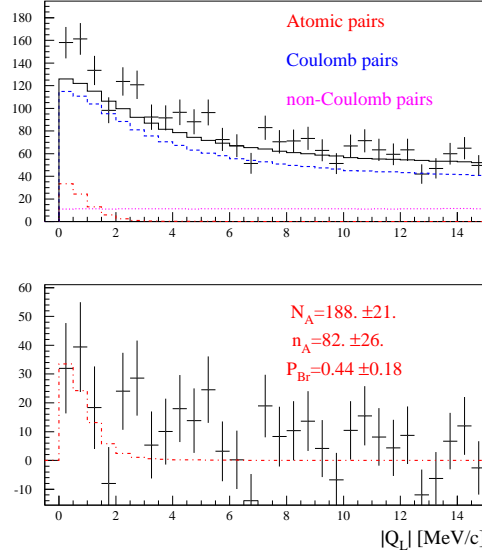 180
160
140
120
100
80
60
40
20
0
Atomic pairs
Coulomb pairs
non-Coulomb pairs
0 2 4 6 8 10 12 14
60
50
40
30
20
10
0
-10
N_A=188. ±21.
n_A=82. ±26.
P_Br=0.44 ±0.18
0 2 4 6 8 10 12 14
|Q_L| [MeV/c]